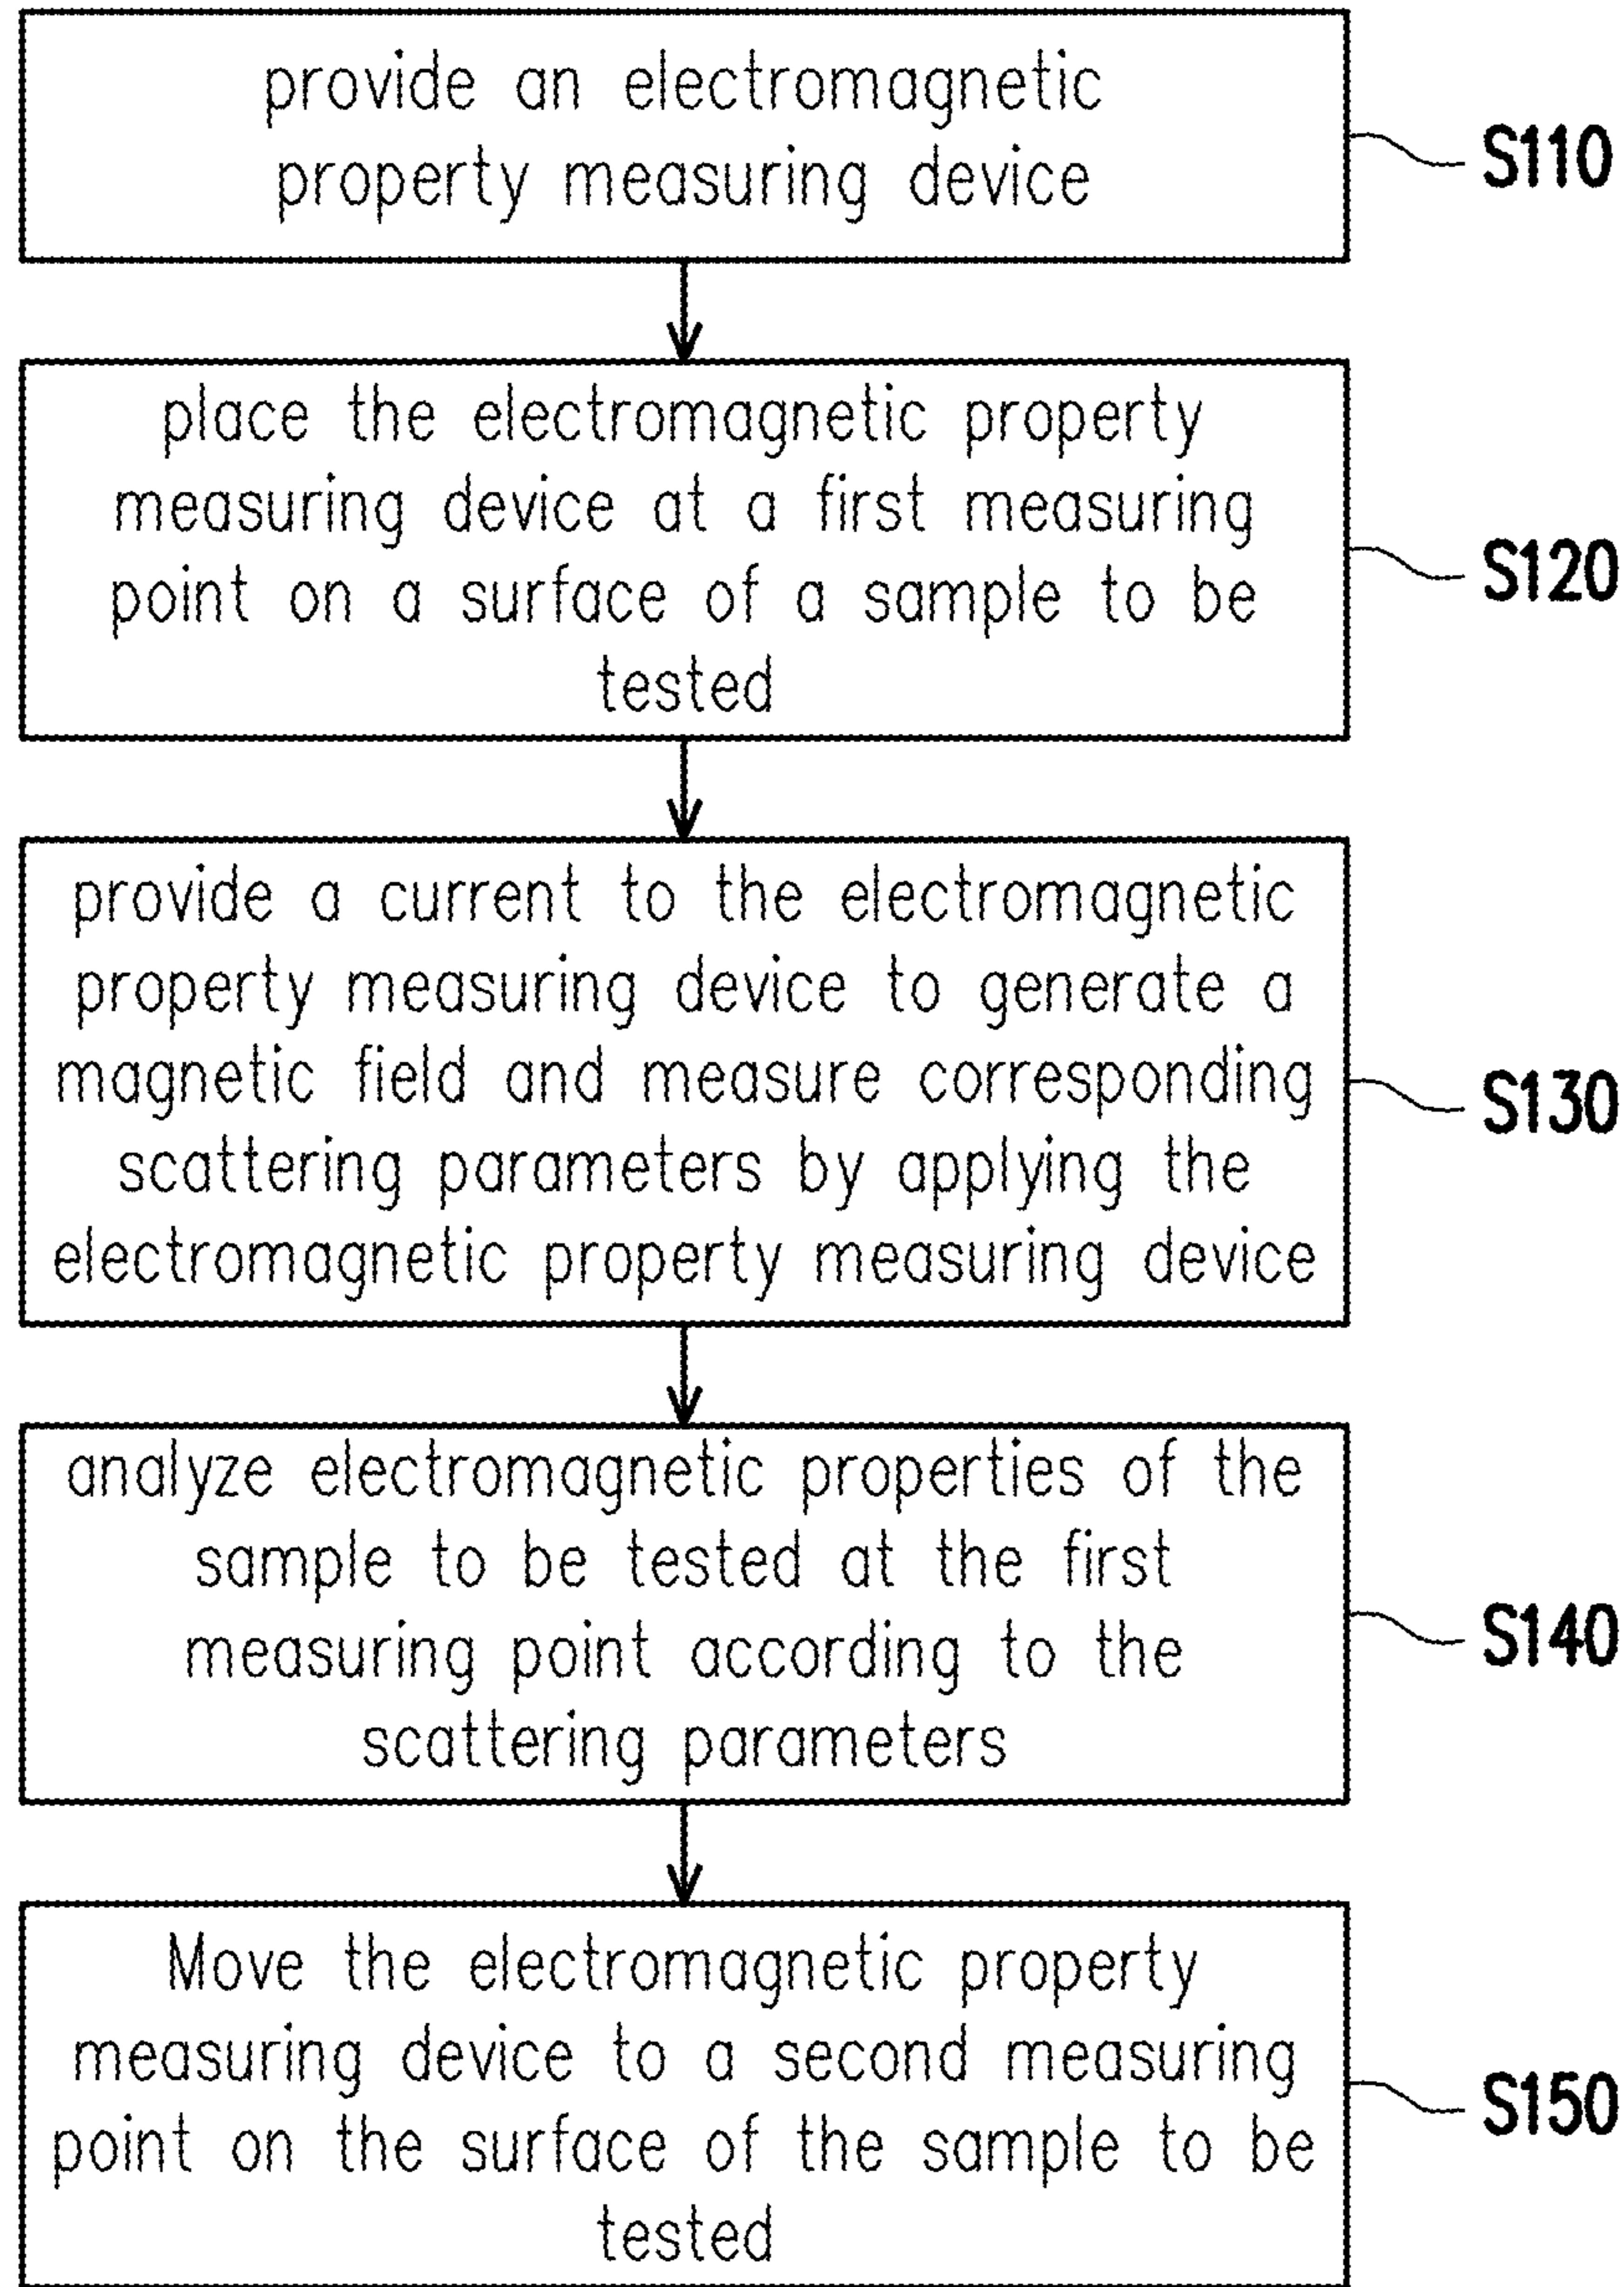 provide an electromagnetic
property measuring device
S110
place the electromagnetic property
measuring device at a first measuring
point on a surface of a sample to be
tested
S120
provide a current to the electromagnetic
property measuring device to generate a
magnetic field and measure corresponding
scattering parameters by applying the
electromagnetic property measuring device
S130
analyze electromagnetic properties of the
sample to be tested at the first
measuring point according to the
scattering parameters
S140
Move the electromagnetic property
measuring device to a second measuring
point on the surface of the sample to be
tested
S150